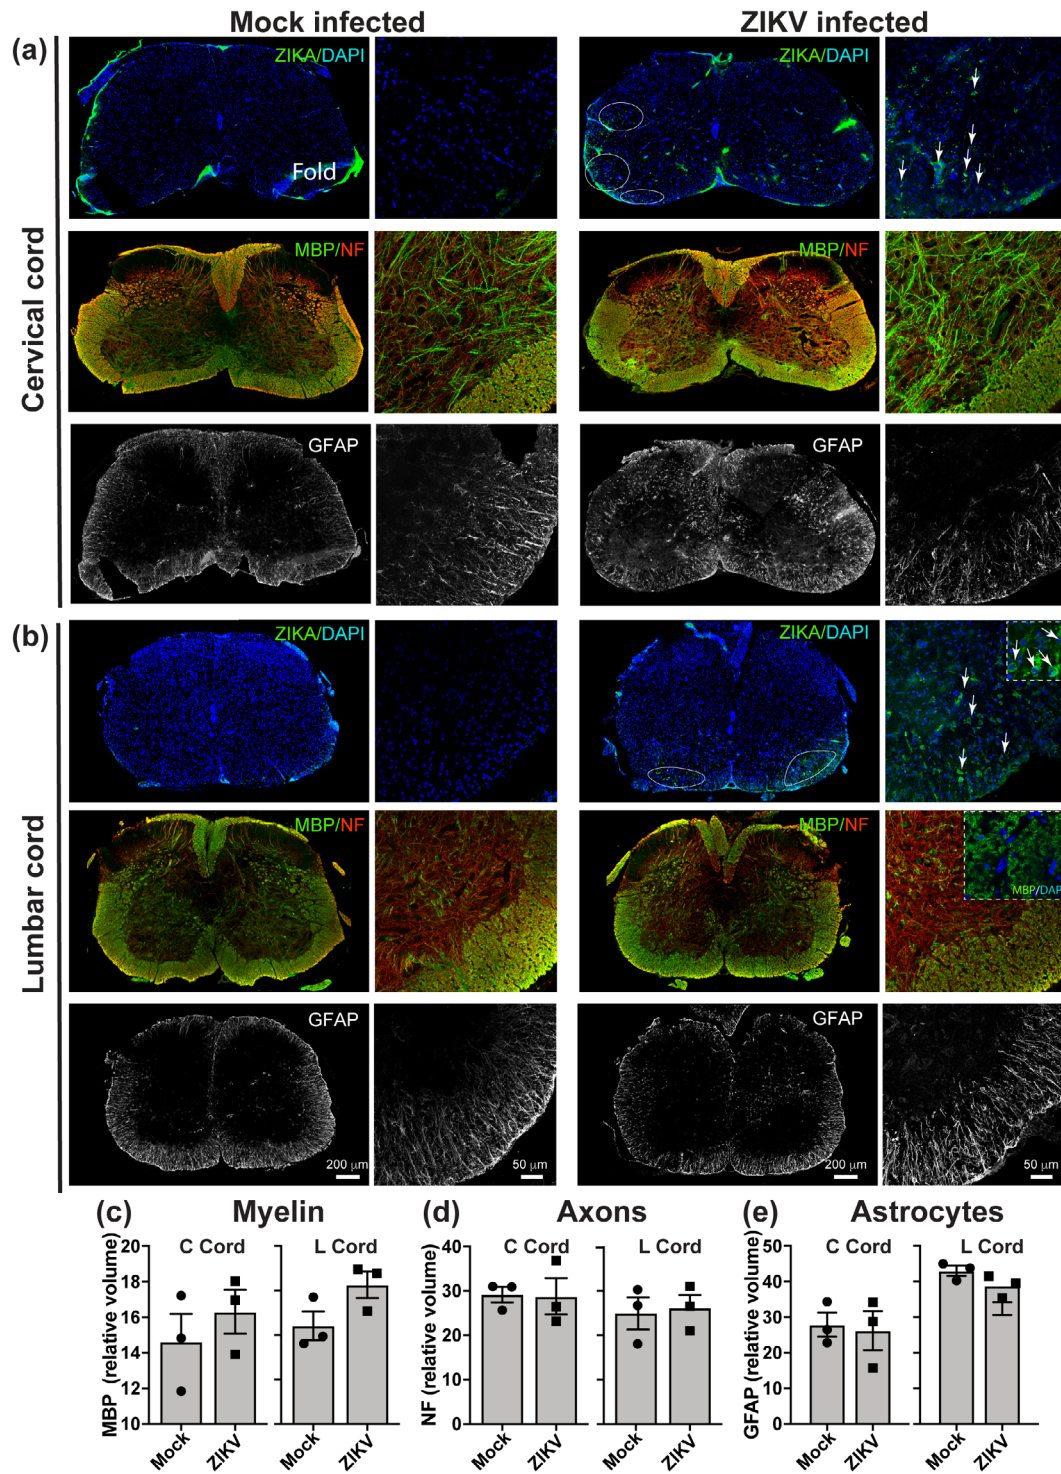 Mock infected
ZIKV infected
(a)
Cervical cord
ZIKA/DAPI
Fold
ZIKA/DAPI
MBP/NF
MBP/NF
GFAP
GFAP
(b)
Lumbar cord
ZIKA/DAPI
ZIKA/DAPI
MBP/NF
MBP/NF
MBP/DAPI
GFAP
200 µm
50 µm
GFAP
200 µm
50 µm
(c) Myelin
C Cord
L Cord
MBP (relative volume)
20
18
16
14
12
10
Mock
ZIKV
Mock
ZIKV
(d) Axons
C Cord
L Cord
NF (relative volume)
40
30
20
10
0
Mock
ZIKV
Mock
ZIKV
(e) Astrocytes
C Cord
L Cord
GFAP (relative volume)
50
40
30
20
10
0
Mock
ZIKV
Mock
ZIKV